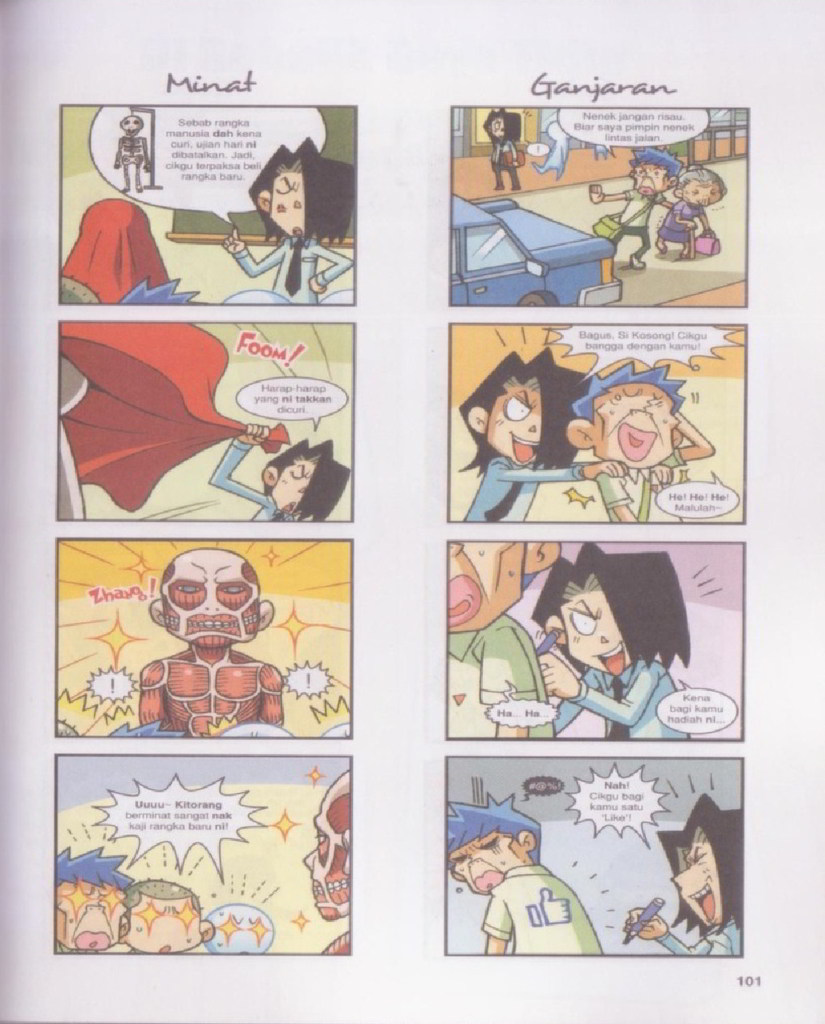 Minat
Sebab rangka
manusia dah kena
curi, ujian hari ni
dibatalkan. Jadi,
cikgu terpaksa beli
rangka baru.
FOOM!
Harap-harap
yang ni takkan
dicuri.
Zhang!
!
!
Uuuu~ Kitorang
berminat sangat nak
kaji rangka baru ni!
Ganjaran
Nenek jangan risau.
Biar saya pimpin nenek
lintas jalan.
!
Bagus, Si Kosong! Cikgu
bangga dengan kamu!
He! He! He!
Malulah~
Ha... Ha...
Kena
bagi kamu
hadiah ni...
#@%!
Nah!
Cikgu bagi
kamu satu
'Like'!
101